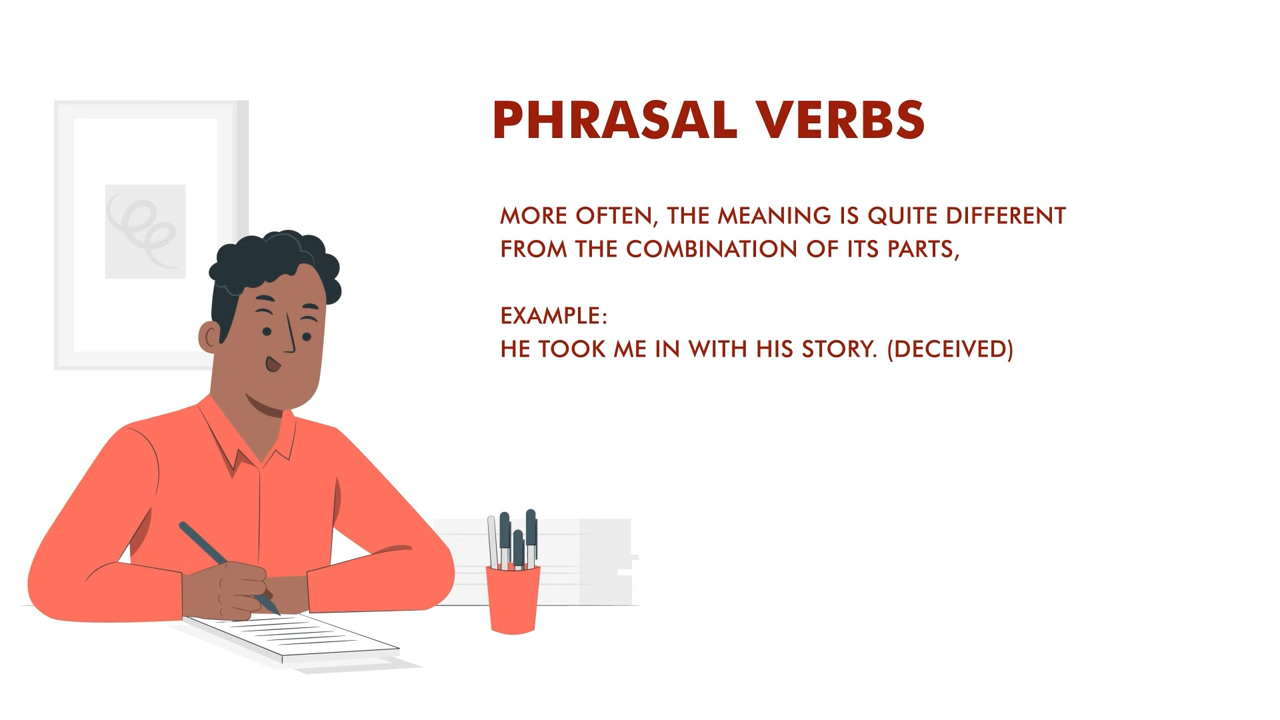 PHRASAL VERBS
MORE OFTEN, THE MEANING IS QUITE DIFFERENT
FROM THE COMBINATION OF ITS PARTS,
EXAMPLE:
HE TOOK ME IN WITH HIS STORY. (DECEIVED)